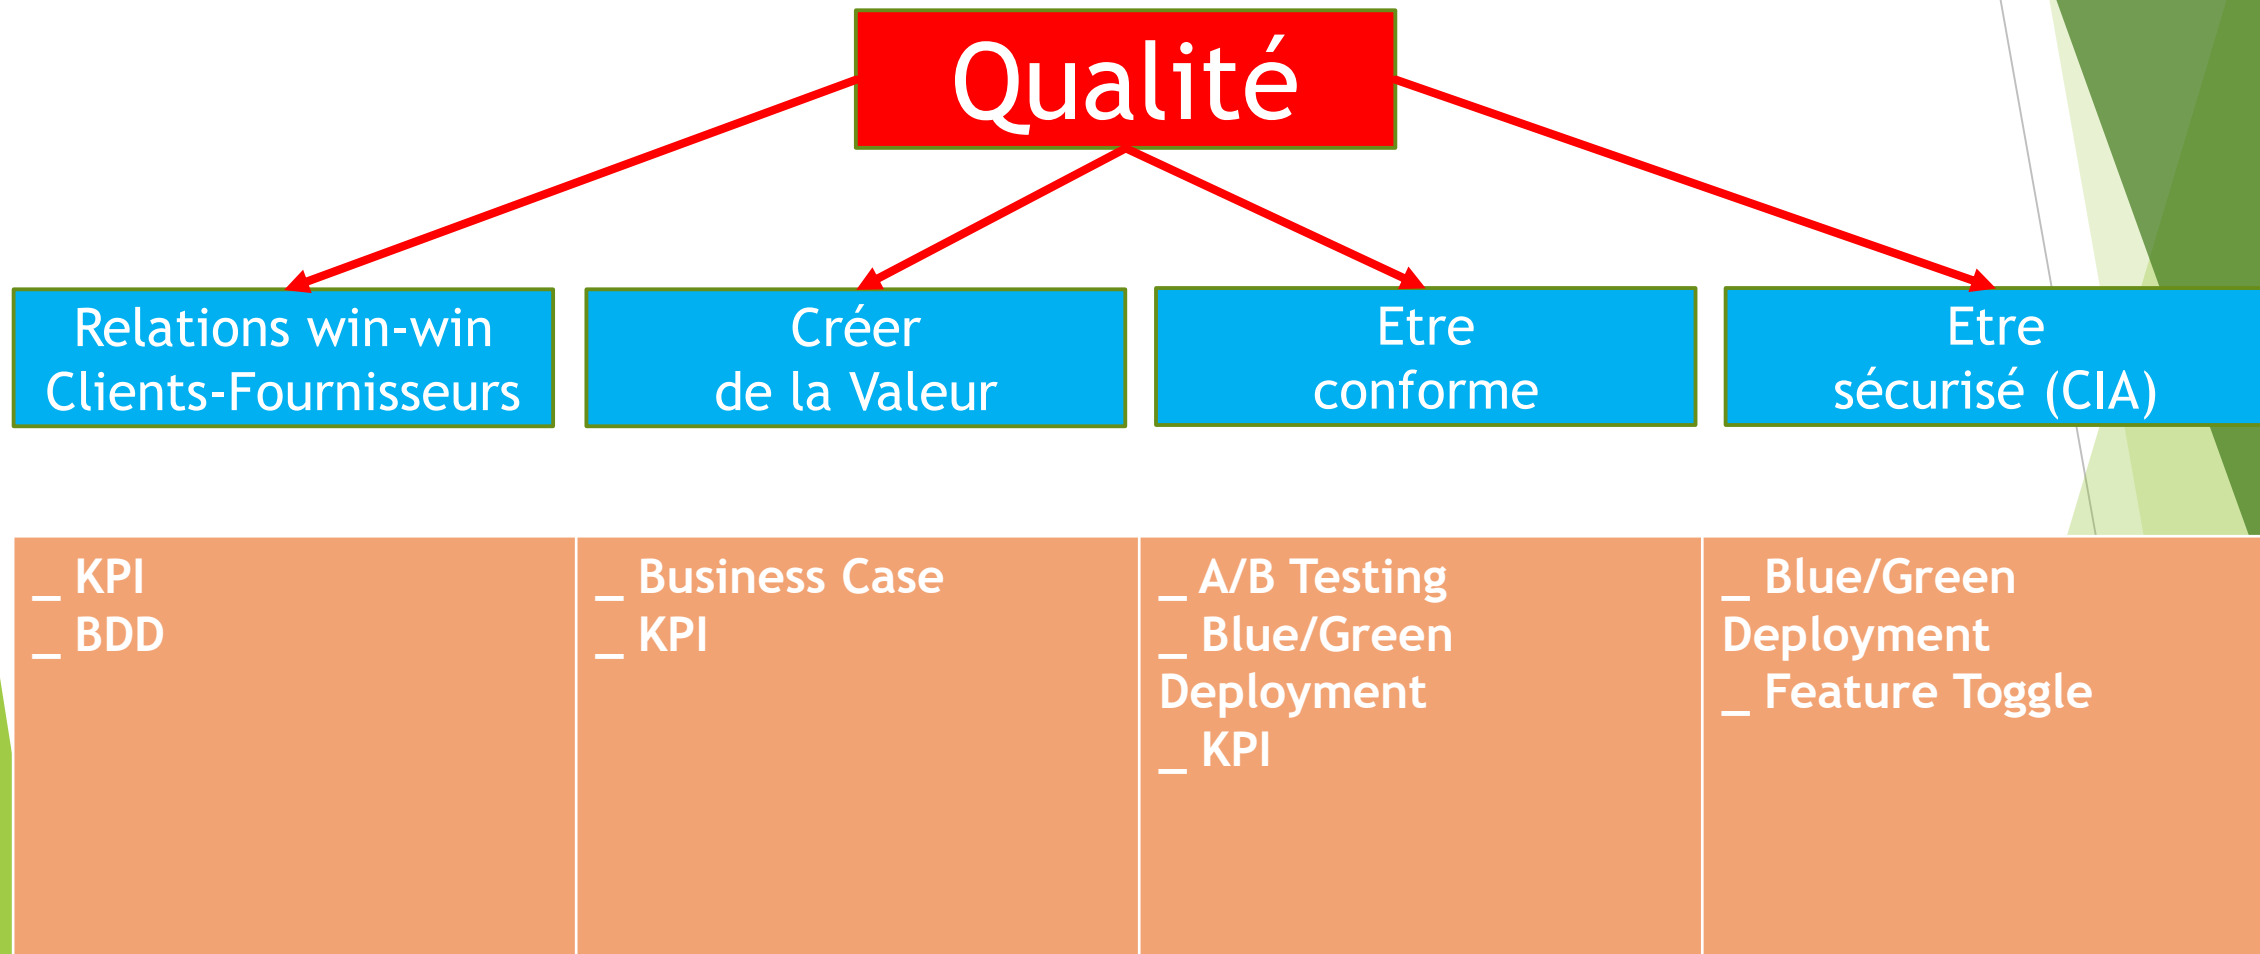 Qualité
Relations win-win
Clients-Fournisseurs
Créer
de la Valeur
Etre
conforme
Etre
sécurisé (CIA)
_ KPI
_ BDD
_ Business Case
_ KPI
_ A/B Testing
_ Blue/Green
Deployment
_ KPI
_ Blue/Green
Deployment
_ Feature Toggle